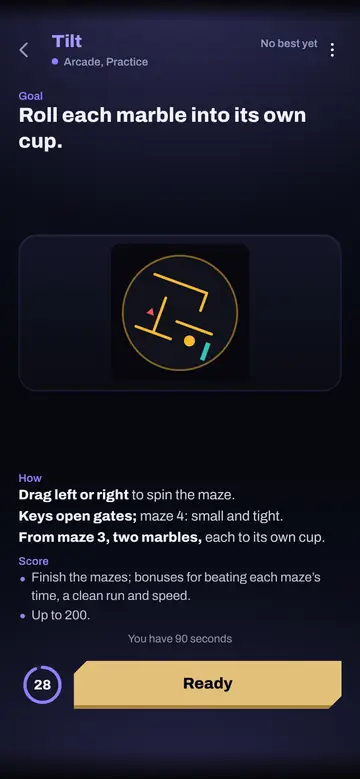 Tilt
No best yet
Arcade, Practice
Goal
Roll each marble into its own
cup.
How
Drag left or right to spin the maze.
Keys open gates; maze 4: small and tight.
From maze 3, two marbles, each to its own cup.
Score
Finish the mazes; bonuses for beating each maze's
time, a clean run and speed.
Up to 200.
You have 90 seconds
28
Ready